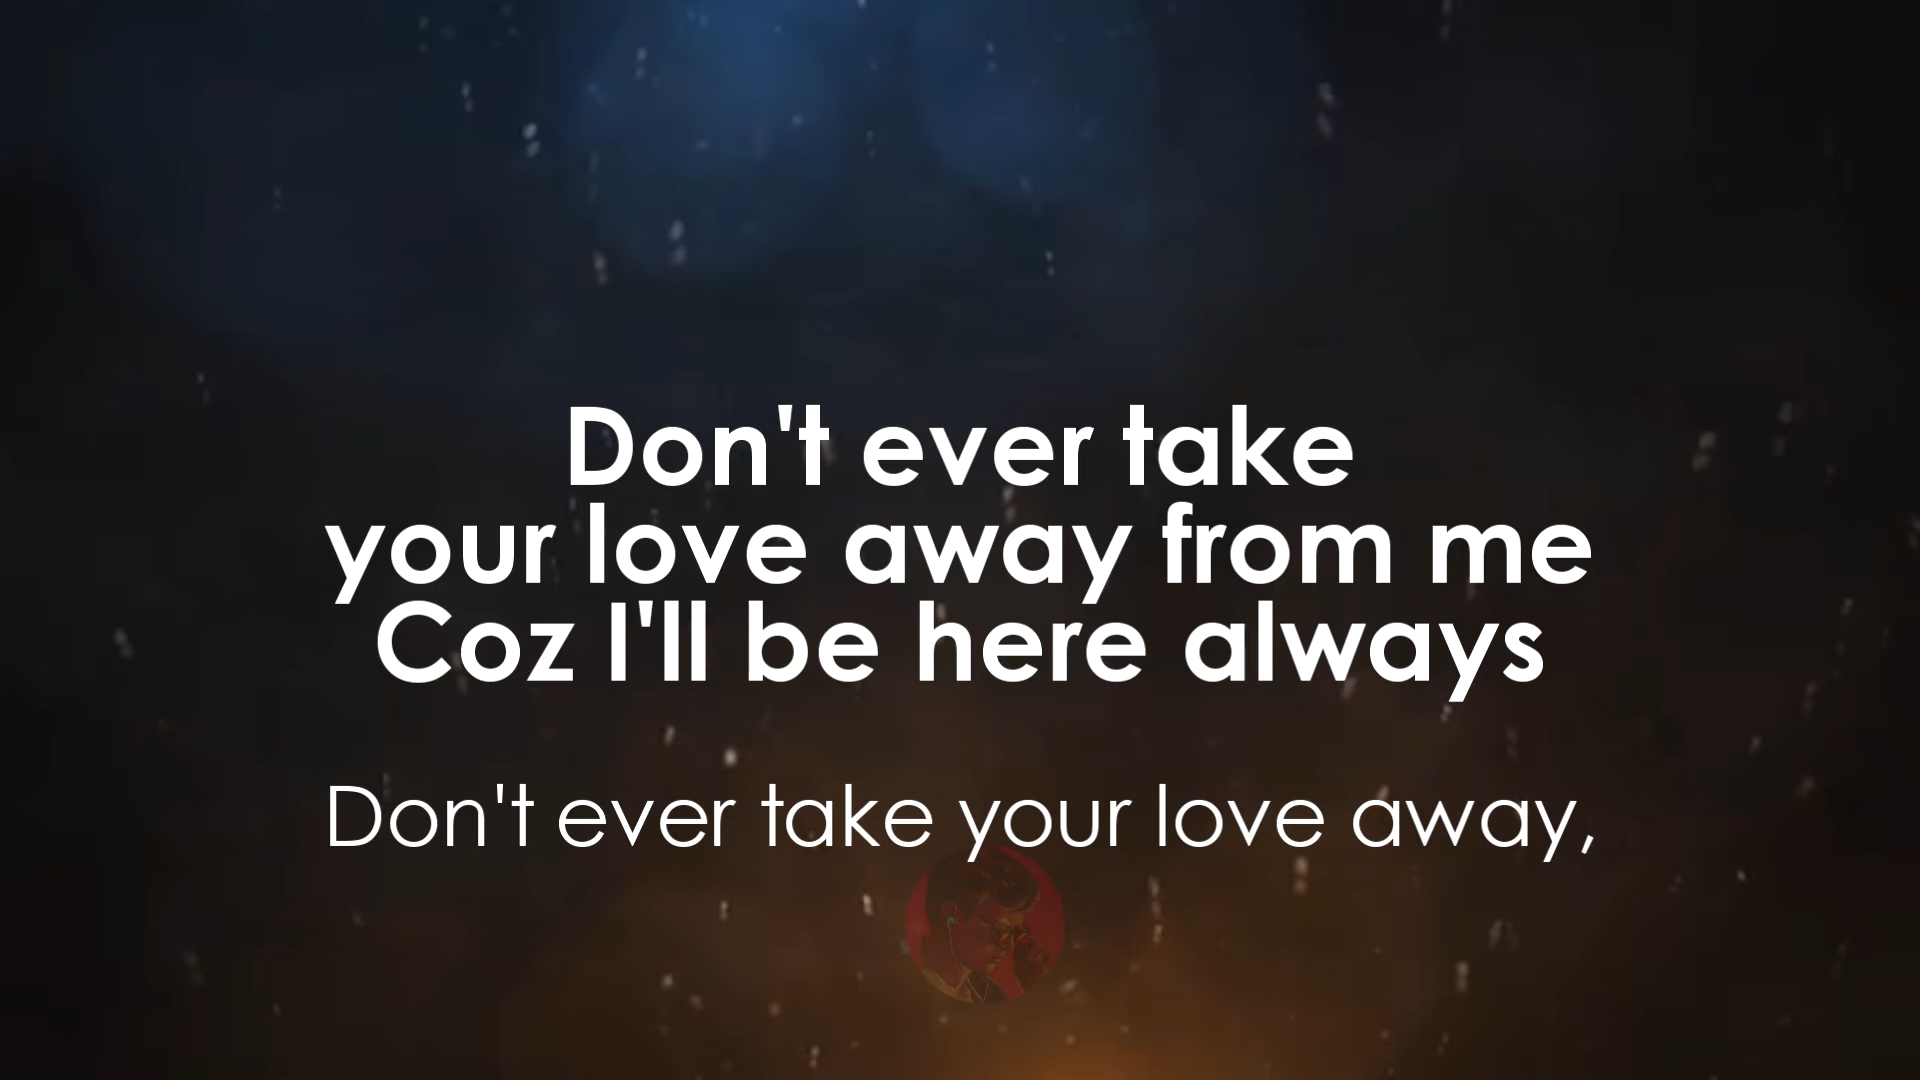 Don't ever take
your love away from me
Coz I'll be here always
Don't ever take your love away,